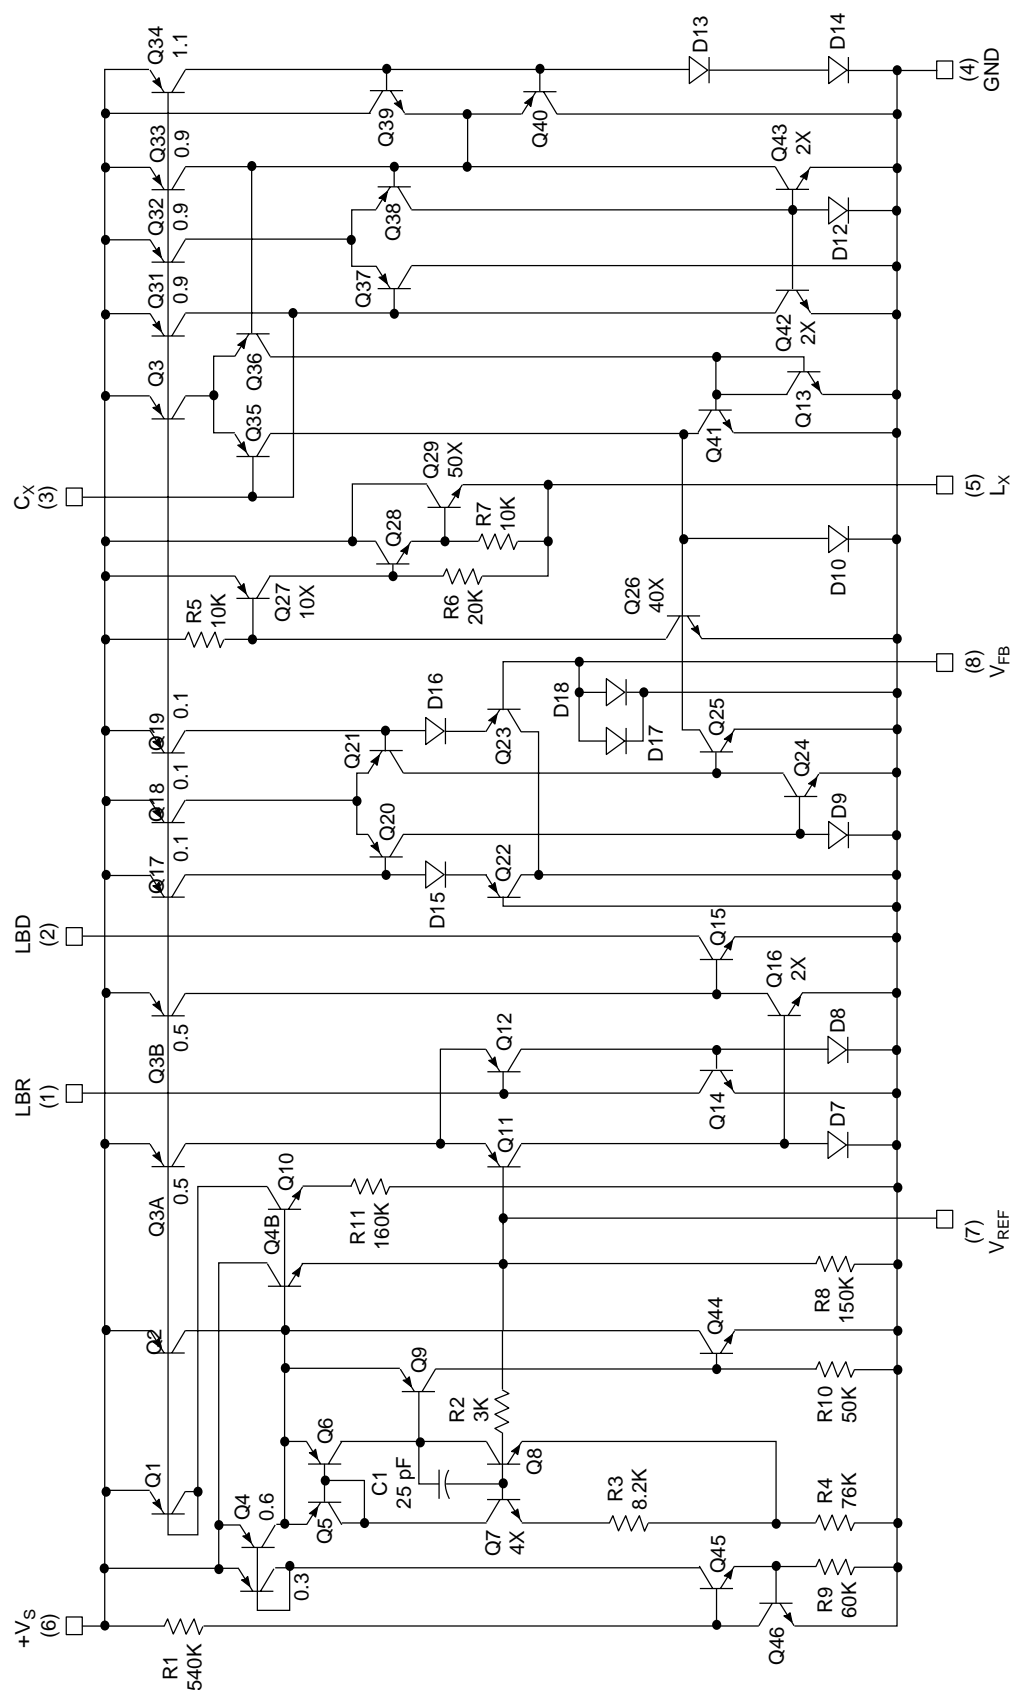 +VS
(6)
R1
540K
Q1
Q4
0.6
0.3
Q5
Q6
C1
25 pF
Q7
4X
Q8
R3
8.2K
R4
76K
Q45
R9
60K
Q46
Q2
Q9
R2
3K
Q44
R10
50K
R8
150K
Q4B
Q10
R11
160K
VREF
(7)
Q3A
0.5
Q11
D7
LBR
(1)
Q12
Q14
D8
Q3B
0.5
Q16
2X
Q15
LBD
(2)
Q17
0.1
Q18
0.1
Q19
0.1
Q20
Q21
D15
D16
Q22
Q23
D9
Q24
Q25
D17
D18
(8)
VFB
R5
10K
Q27
10X
Q26
40X
R6
20K
Q28
R7
10K
Q29
50X
D10
(5)
LX
CX
(3)
Q3
Q35
Q36
Q41
Q13
Q31
0.9
Q32
0.9
Q33
0.9
Q37
Q38
Q42
2X
Q43
2X
D12
Q34
1.1
Q39
Q40
D13
D14
(4)
GND